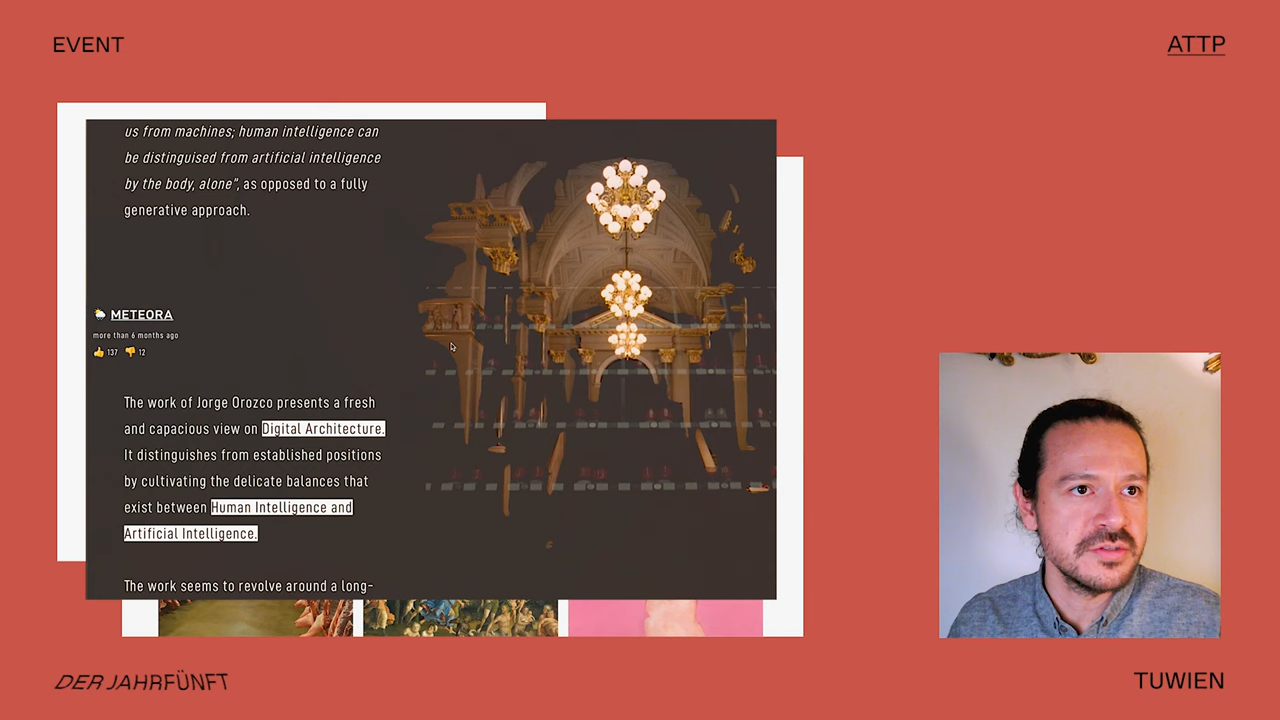 EVENT
ATTP
us from machines; human intelligence can
be distinguised from artificial intelligence
by the body, alone", as opposed to a fully
generative approach.
METEORA
more than 6 months ago
137 12
The work of Jorge Orozco presents a fresh
and capacious view on Digital Architecture.
It distinguishes from established positions
by cultivating the delicate balances that
exist between Human Intelligence and
Artificial Intelligence.
The work seems to revolve around a long-
DER JAHRFÜNFT
TUWIEN